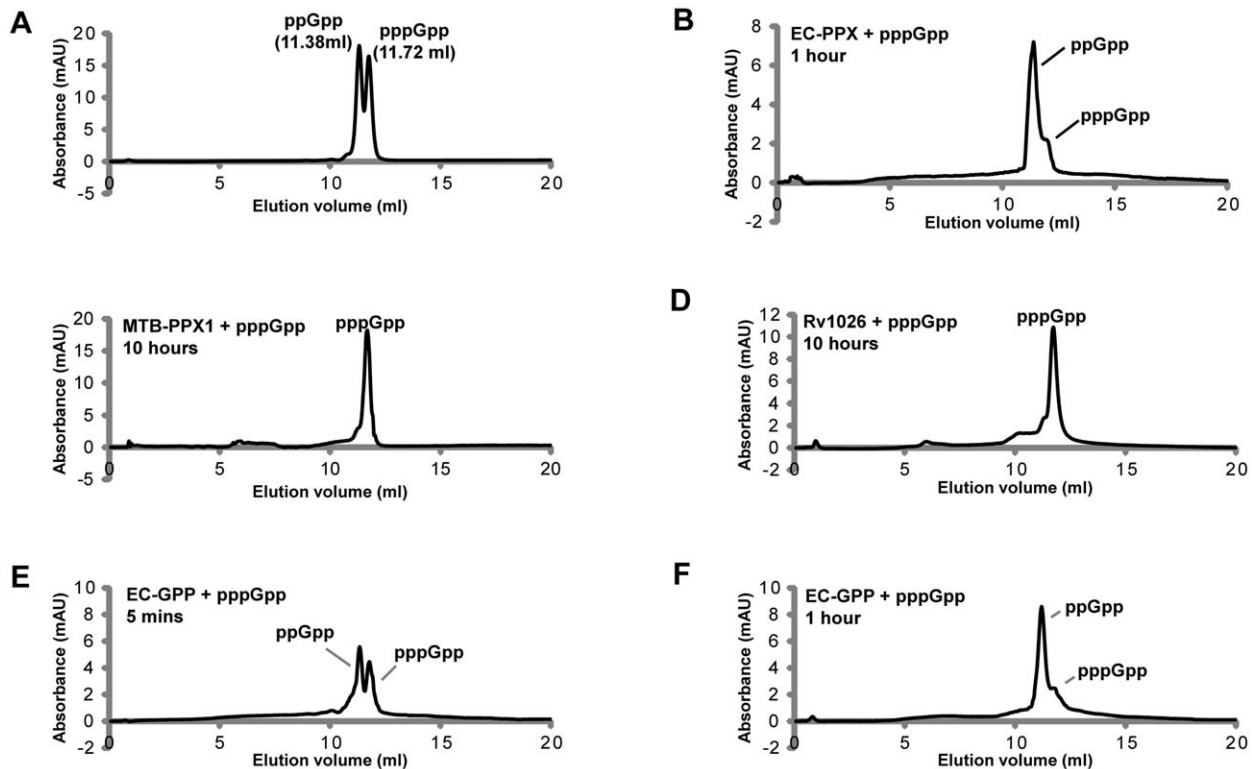 A
ppGpp
(11.38ml)
pppGpp
(11.72 ml)
Absorbance (mAU)
20
15
10
5
0
-5
0
5
10
15
20
Elution volume (ml)
B
EC-PPX + pppGpp
1 hour
ppGpp
pppGpp
Absorbance (mAU)
8
6
4
2
0
-2
0
5
10
15
20
Elution volume (ml)
MTB-PPX1 + pppGpp
10 hours
pppGpp
Absorbance (mAU)
20
15
10
5
0
-5
0
5
10
15
20
Elution volume (ml)
D
Rv1026 + pppGpp
10 hours
pppGpp
Absorbance (mAU)
12
10
8
6
4
2
0
-2
0
5
10
15
20
Elution volume (ml)
E
EC-GPP + pppGpp
5 mins
ppGpp
pppGpp
Absorbance (mAU)
10
8
6
4
2
0
-2
0
5
10
15
20
Elution volume (ml)
F
EC-GPP + pppGpp
1 hour
ppGpp
pppGpp
Absorbance (mAU)
10
8
6
4
2
0
-2
0
5
10
15
20
Elution volume (ml)